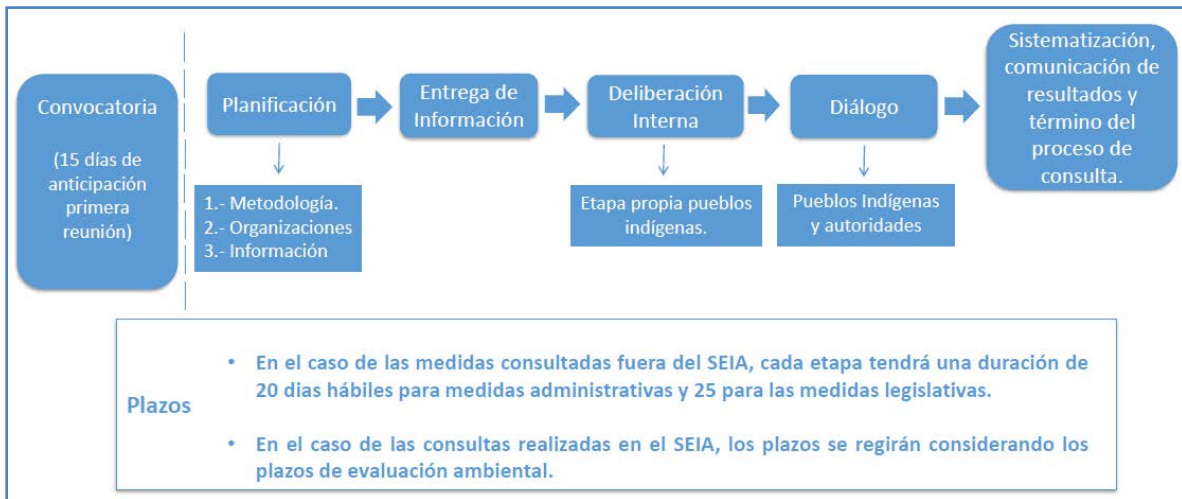 Convocatoria
(15 días de
anticipación
primera
reunión)
Planificación
1.- Metodología.
2.- Organizaciones
3.- Información
Entrega de
Información
Deliberación
Interna
Etapa propia pueblos
indígenas.
Diálogo
Pueblos Indígenas
y autoridades
Sistematización,
comunicación de
resultados y
término del
proceso de
consulta.
Plazos
• En el caso de las medidas consultadas fuera del SEIA, cada etapa tendrá una duración de
20 dias hábiles para medidas administrativas y 25 para las medidas legislativas.
• En el caso de las consultas realizadas en el SEIA, los plazos se regirán considerando los
plazos de evaluación ambiental.